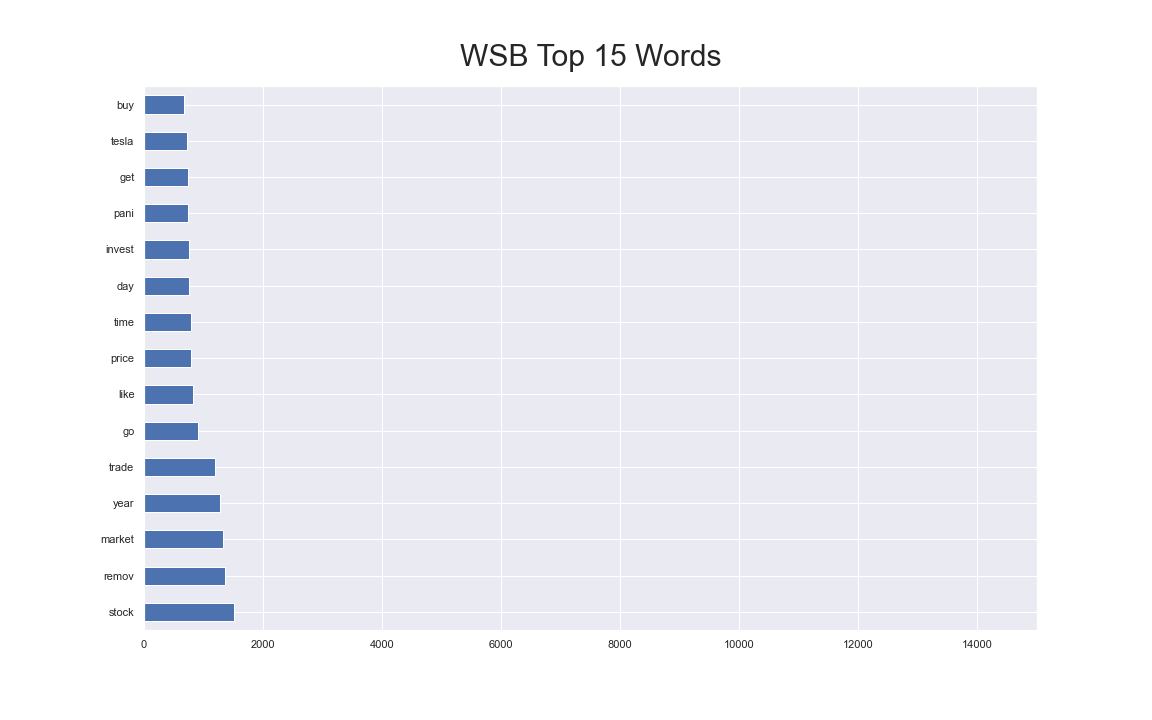 WSB Top 15 Words
buy
tesla
get
pani
invest
day
time
price
like
go
trade
year
market
remov
stock
0 2000 4000 6000 8000 10000 12000 14000